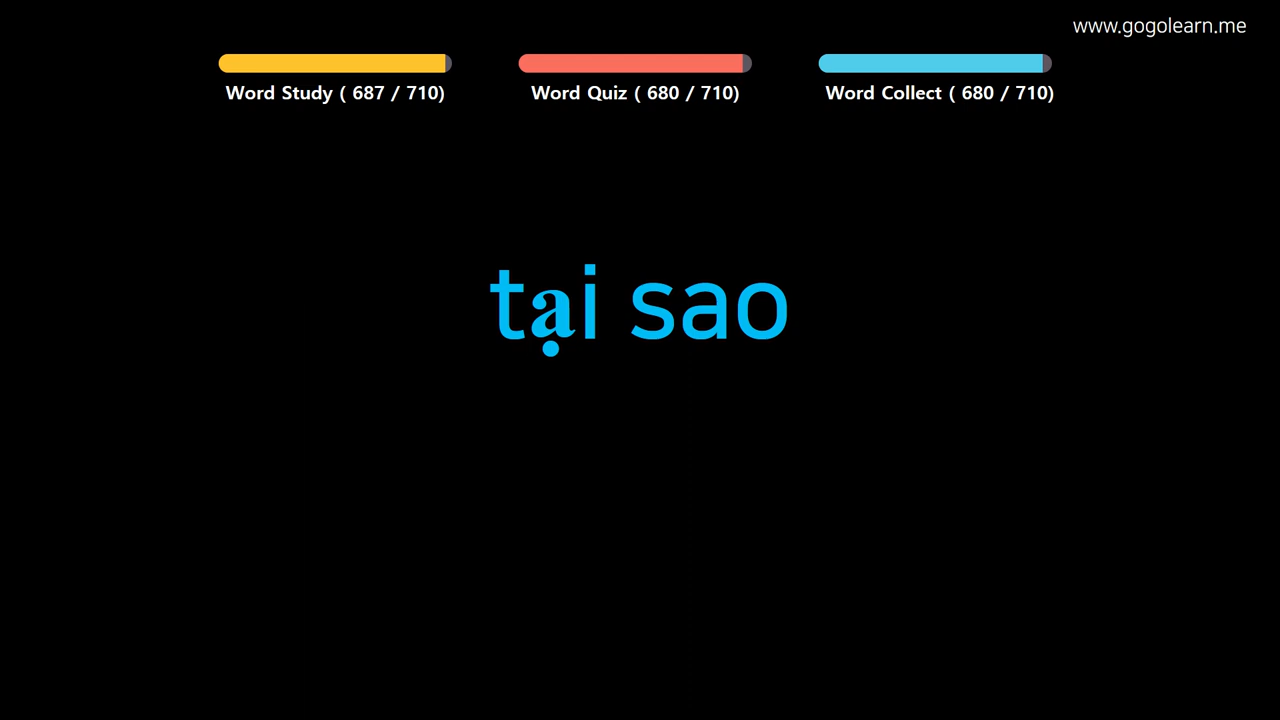 www.gogolearn.me
Word Study ( 687 / 710)
Word Quiz ( 680 / 710)
Word Collect ( 680 / 710)
tại sao